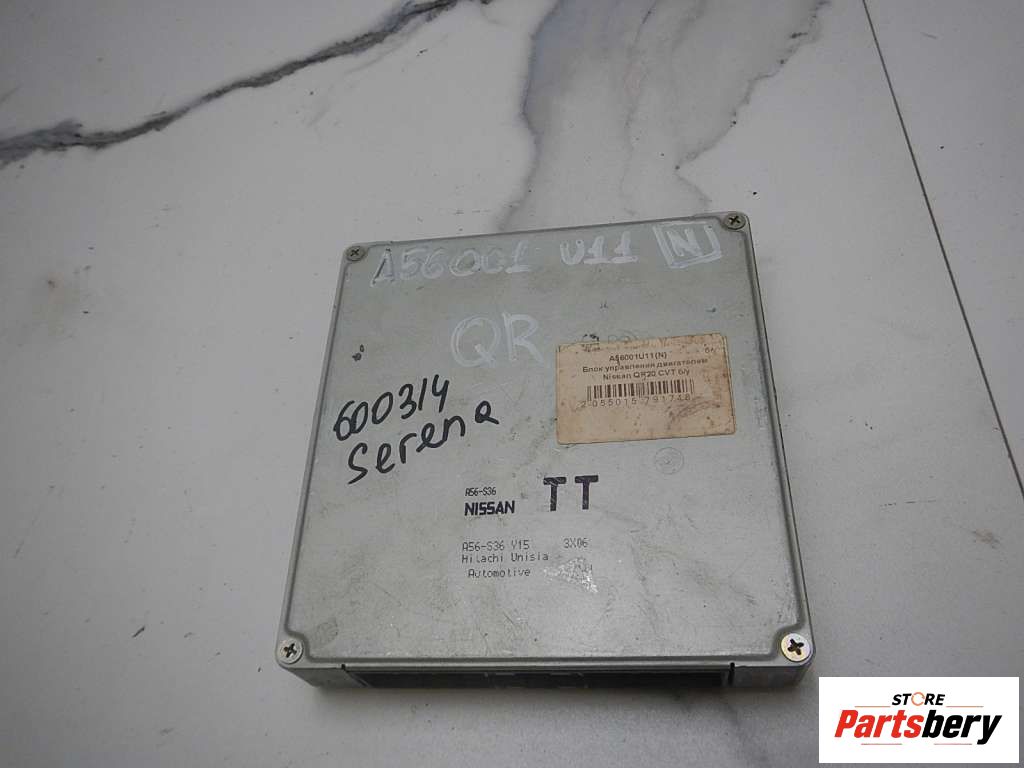 A56001 U11 [N]
QR
A56001U11(N)
Блок управления двигателем
Nissan QR20 CVT б/у
2 055015 791748
600314
Serena
A56-S36
NISSAN TT
A56-S36 Y15 3X06
Hitachi Unisia
Automotive
STORE
Partsbery